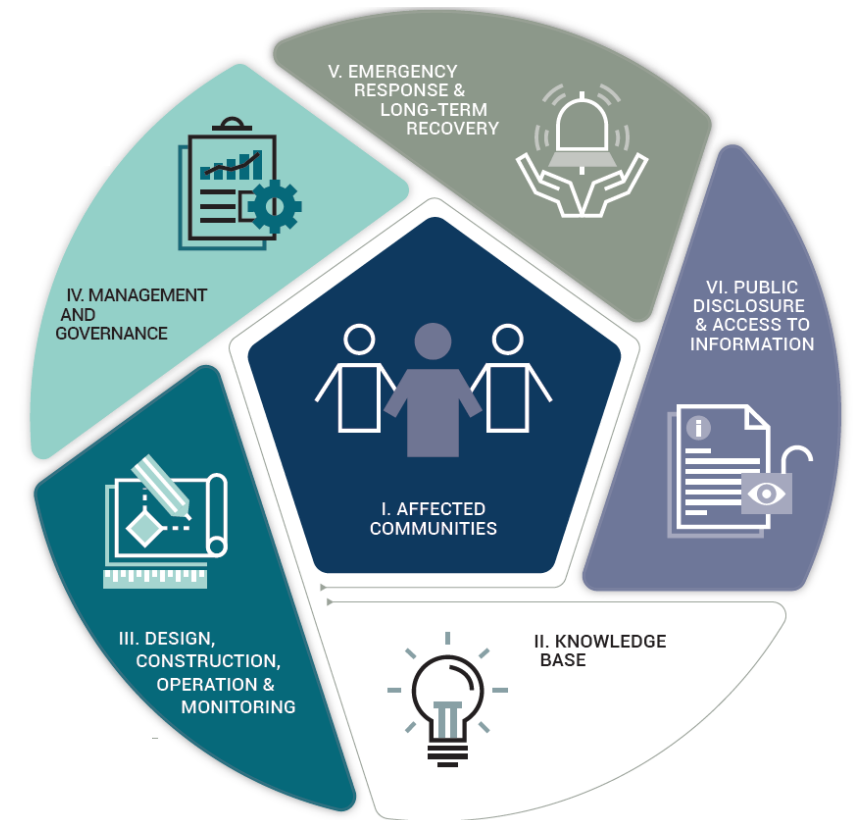 I. AFFECTED
COMMUNITIES
II. KNOWLEDGE
BASE
III. DESIGN,
CONSTRUCTION,
OPERATION &
MONITORING
IV. MANAGEMENT
AND
GOVERNANCE
V. EMERGENCY
RESPONSE &
LONG-TERM
RECOVERY
VI. PUBLIC
DISCLOSURE
& ACCESS TO
INFORMATION
i